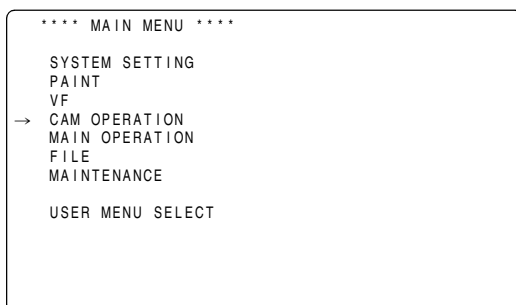 **** MAIN MENU ****
SYSTEM SETTING
PAINT
VF
→ CAM OPERATION
MAIN OPERATION
FILE
MAINTENANCE
USER MENU SELECT